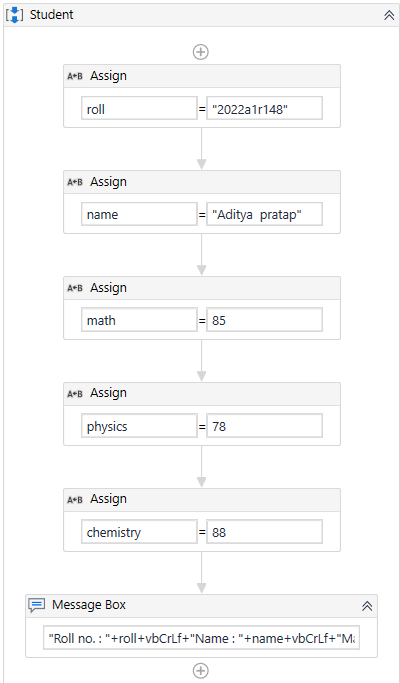 Student
A⇔B Assign
roll = "2022a1r148"
A⇔B Assign
name = "Aditya  pratap"
A⇔B Assign
math = 85
A⇔B Assign
physics = 78
A⇔B Assign
chemistry = 88
Message Box
"Roll no. : "+roll+vbCrLf+"Name : "+name+vbCrLf+"Ma